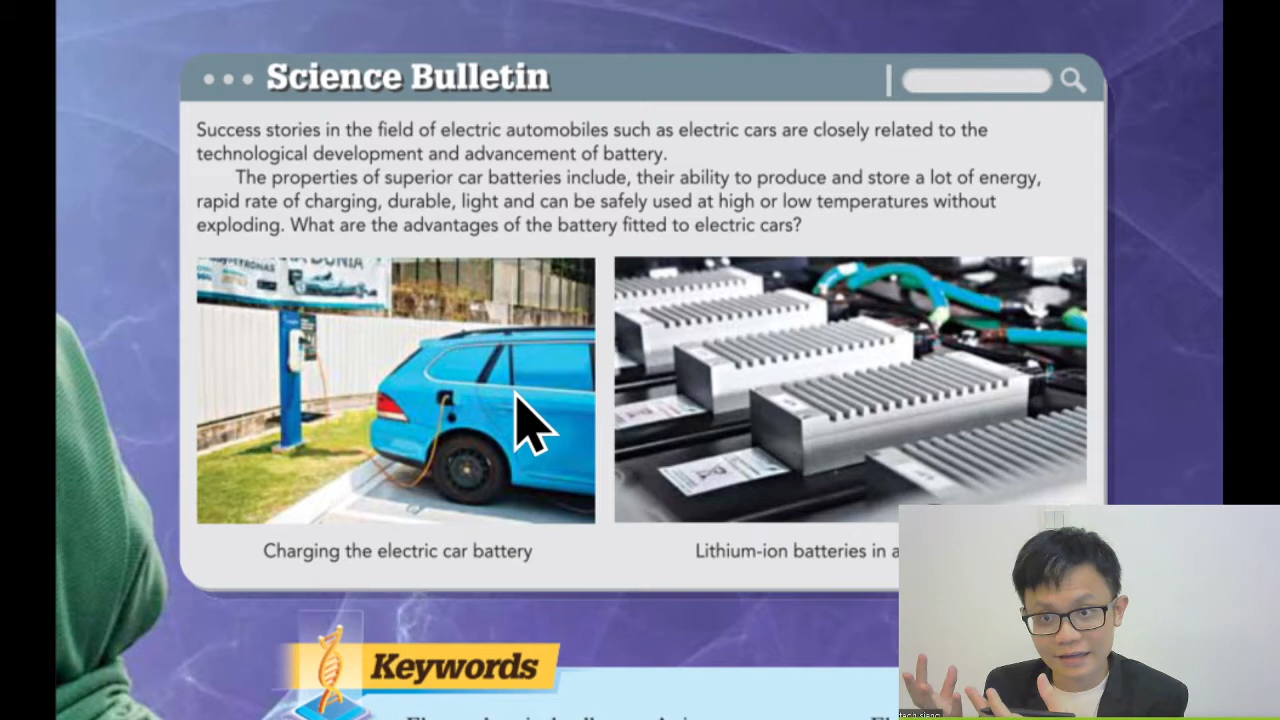 Science Bulletin
Success stories in the field of electric automobiles such as electric cars are closely related to the
technological development and advancement of battery.
The properties of superior car batteries include, their ability to produce and store a lot of energy,
rapid rate of charging, durable, light and can be safely used at high or low temperatures without
exploding. What are the advantages of the battery fitted to electric cars?
DUNIA
Charging the electric car battery
Lithium-ion batteries in a
Keywords